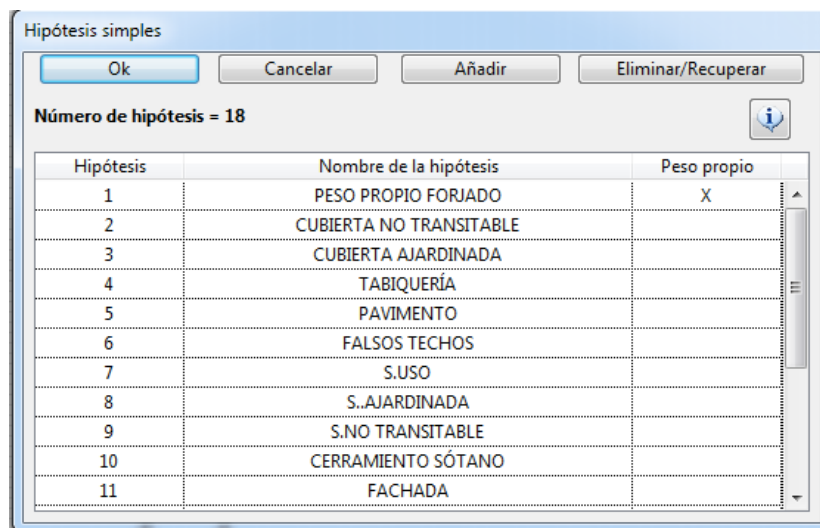 Hipótesis simples
Ok Cancelar Añadir Eliminar/Recuperar
Número de hipótesis = 18
Hipótesis Nombre de la hipótesis Peso propio
1 PESO PROPIO FORJADO X
2 CUBIERTA NO TRANSITABLE
3 CUBIERTA AJARDINADA
4 TABIQUERÍA
5 PAVIMENTO
6 FALSOS TECHOS
7 S.USO
8 S..AJARDINADA
9 S.NO TRANSITABLE
10 CERRAMIENTO SÓTANO
11 FACHADA